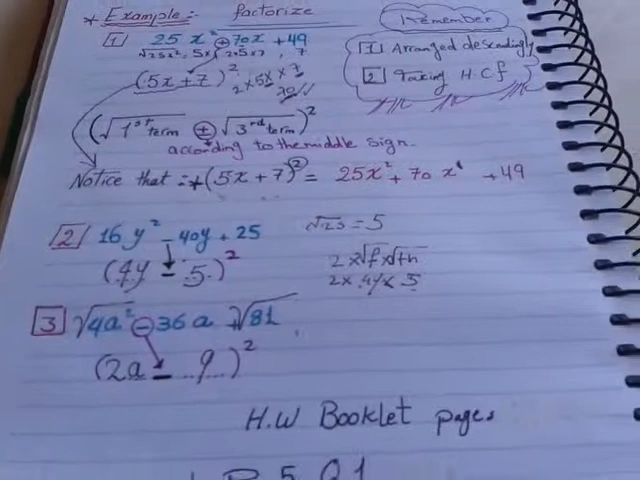 * Example :- factorize
Remember
1 Arranged descendingly
2 Taking H.C.f
1 25 x² + 70x + 49
√25x² = 5x 2×5×7 , 7
(5x+7)² 2×5x×7
70x
(√1st term ± √3rd term)²
according to the middle sign.
Notice that :→ (5x+7)² = 25x² + 70 x¹ + 49
2 16 y² - 40y + 25 √25 = 5
(4y - 5)² 2×√f×√th
2× 4y× 5
3 √4a² - 36a √81
(2a - 9)²
H.W Booklet pages